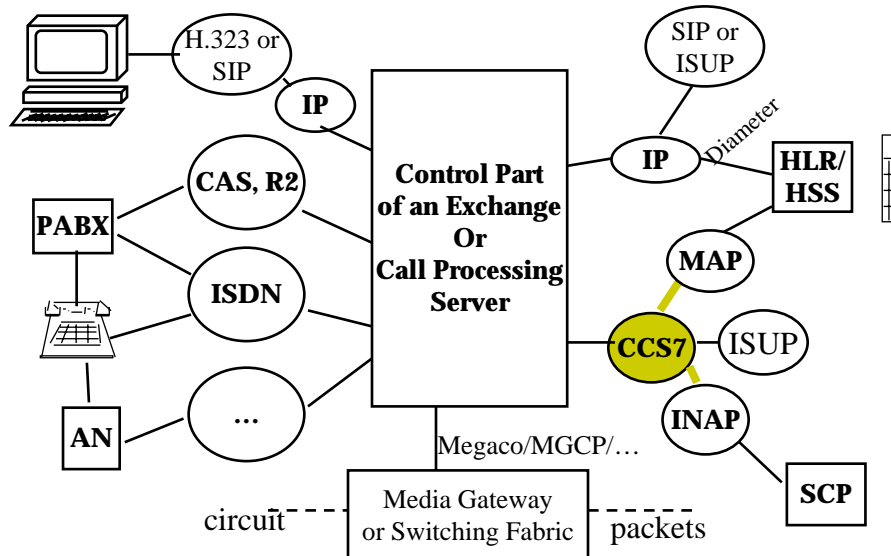 H.323 or
SIP
IP
SIP or
ISUP
Diameter
IP
HLR/
HSS
CAS, R2
Control Part
of an Exchange
Or
Call Processing
Server
PABX
MAP
ISDN
CCS7
ISUP
AN
...
INAP
Megaco/MGCP/...
SCP
circuit
Media Gateway
or Switching Fabric
packets